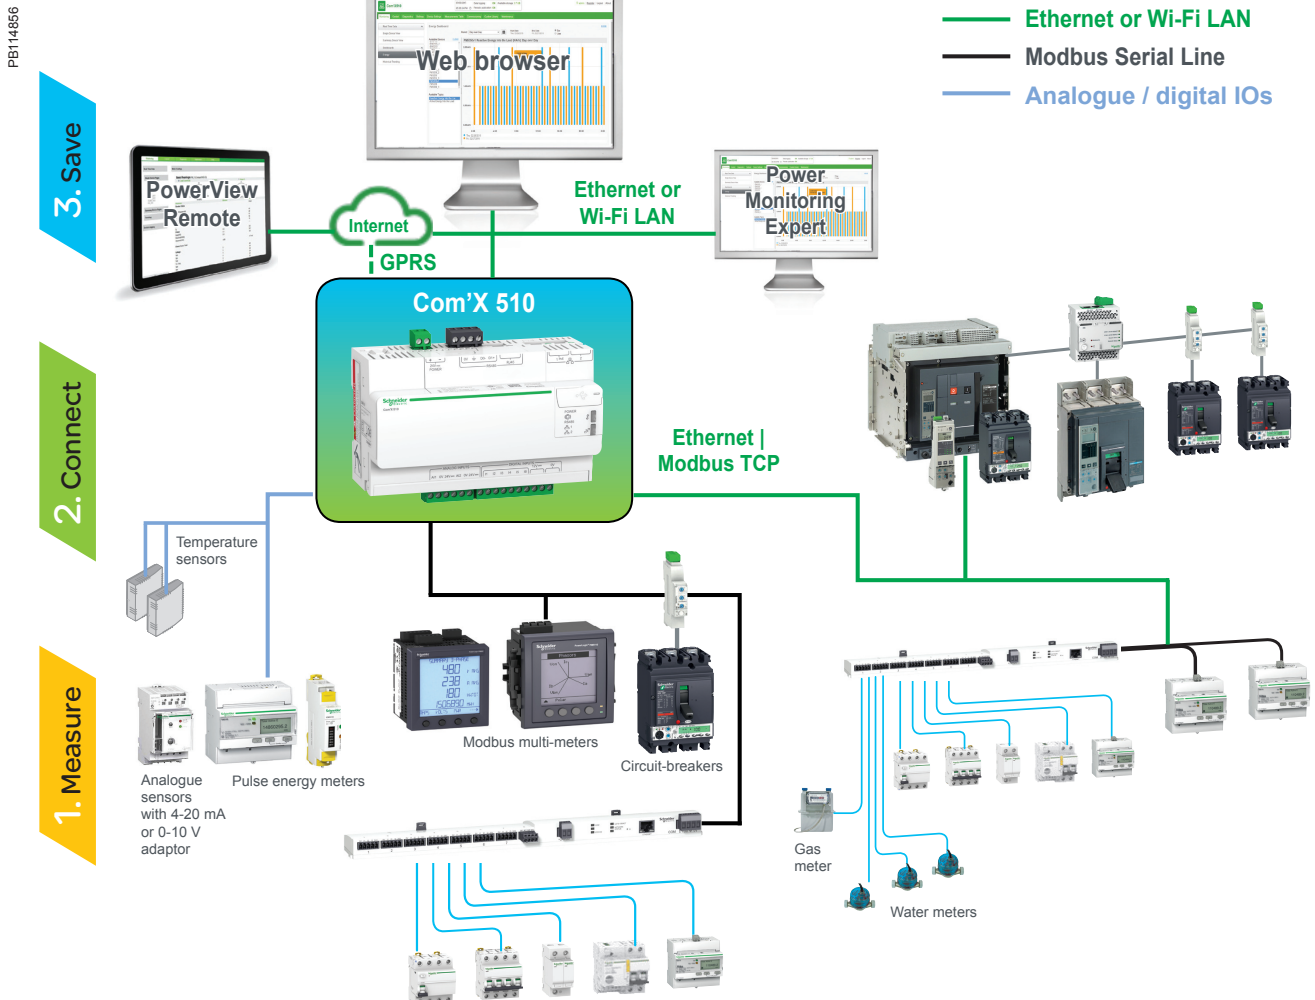 PB114856
Ethernet or Wi-Fi LAN
Modbus Serial Line
Analogue / digital IOs
3. Save
Web browser
PowerView
Remote
Internet
GPRS
Ethernet or
Wi-Fi LAN
Power
Monitoring
Expert
Com'X 510
2. Connect
Schneider
Ethernet |
Modbus TCP
Temperature
sensors
1. Measure
Analogue
sensors
with 4-20 mA
or 0-10 V
adaptor
Pulse energy meters
Modbus multi-meters
Circuit-breakers
Gas
meter
Water meters